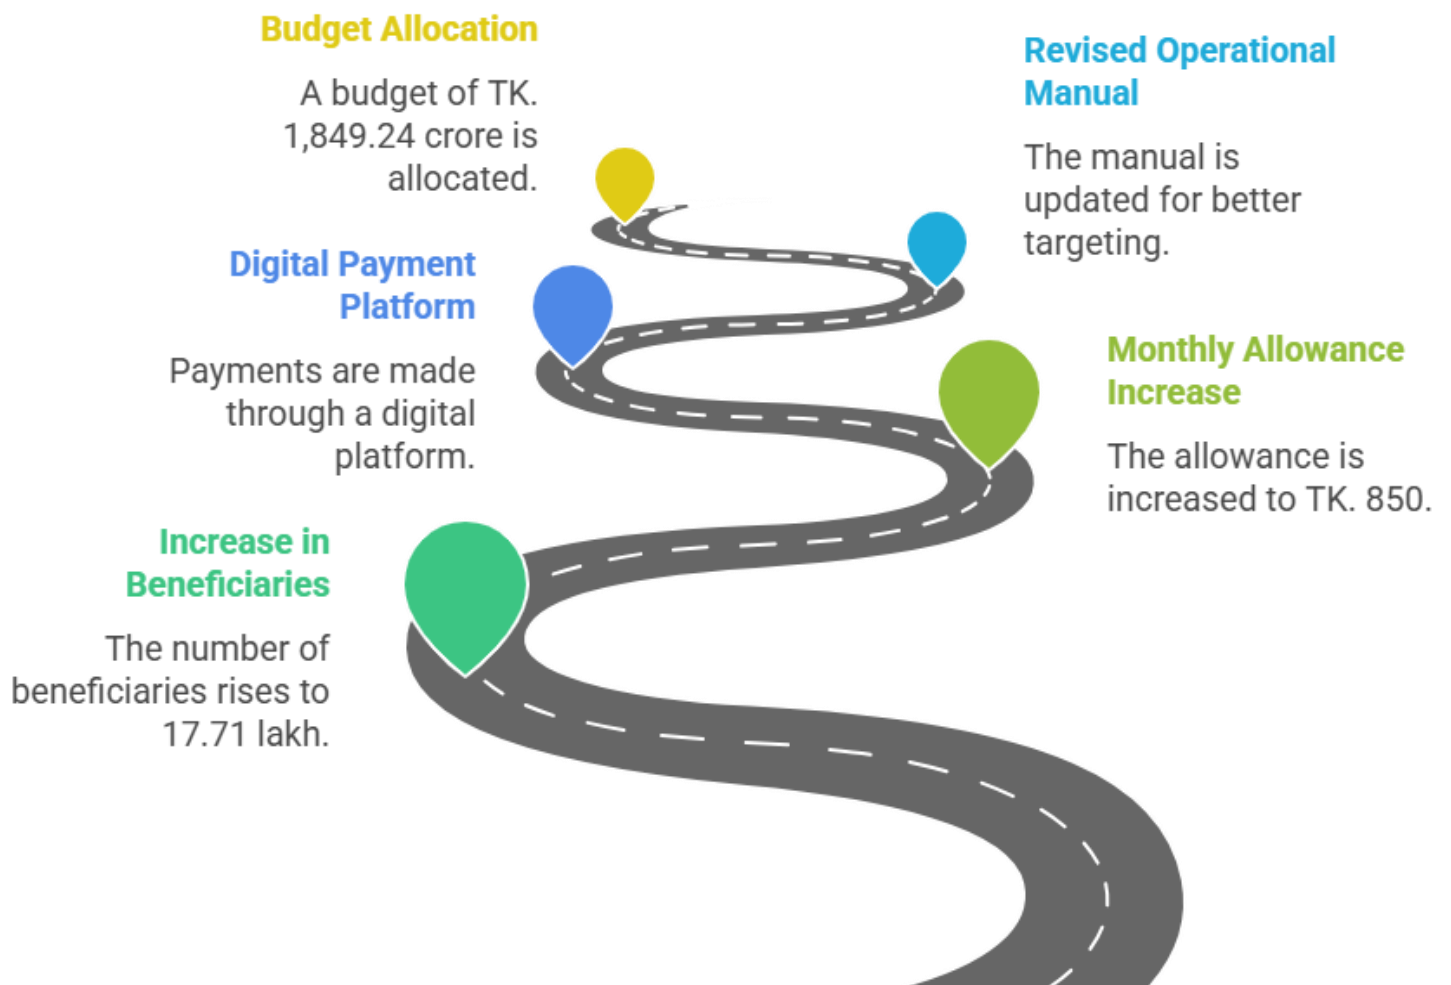 Budget Allocation
A budget of TK.
1,849.24 crore is
allocated.
Revised Operational
Manual
The manual is
updated for better
targeting.
Digital Payment
Platform
Payments are made
through a digital
platform.
Monthly Allowance
Increase
The allowance is
increased to TK. 850.
Increase in
Beneficiaries
The number of
beneficiaries rises to
17.71 lakh.